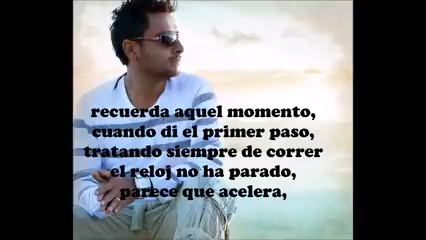 recuerda aquel momento,
cuando di el primer paso,
tratando siempre de correr
el reloj no ha parado,
parece que acelera,